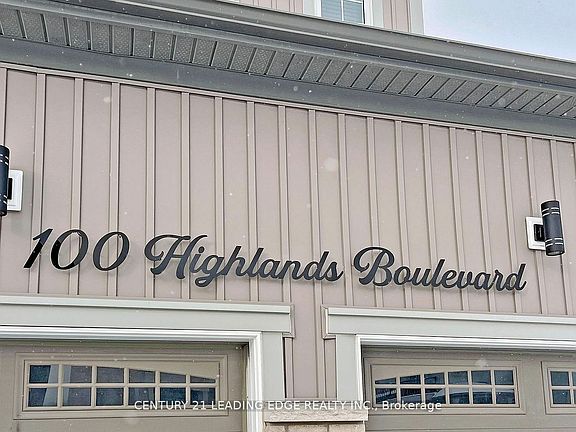 100 Highlands Boulevard
CENTURY 21 LEADING EDGE REALTY INC., Brokerage